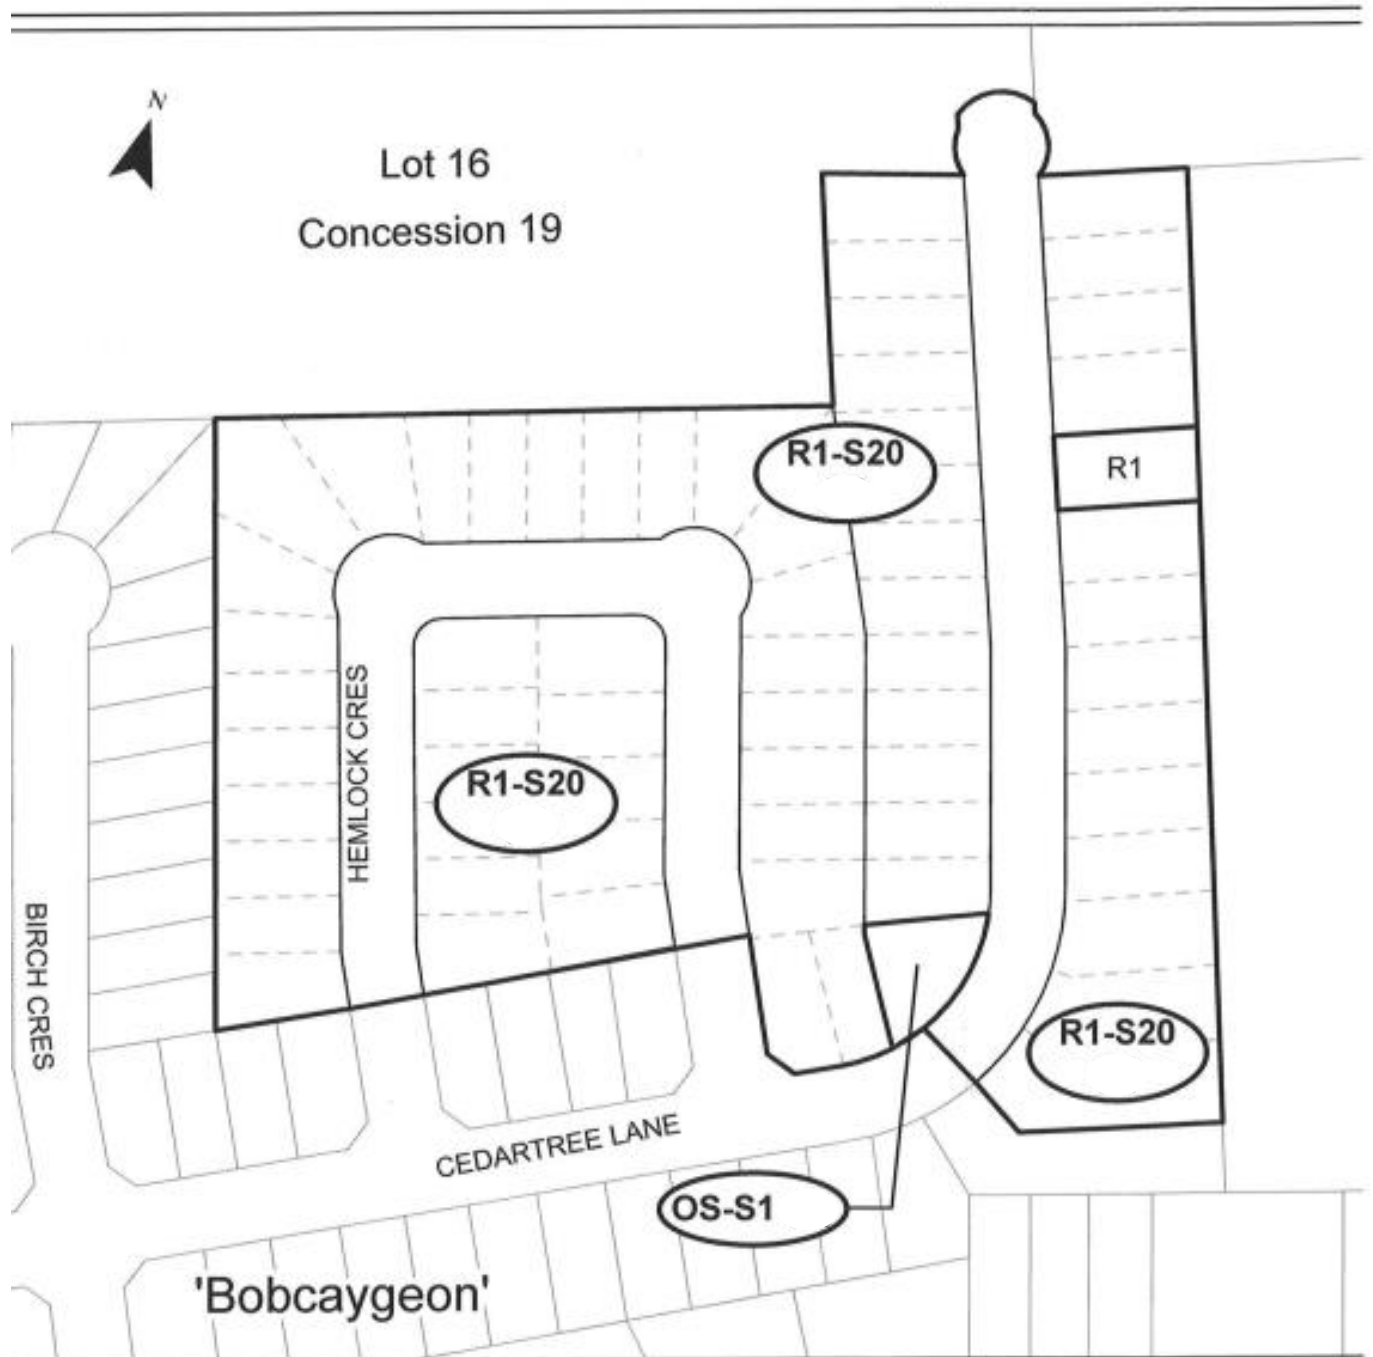 N
Lot 16
Concession 19
R1-S20
R1
HEMLOCK CRES
R1-S20
BIRCH CRES
R1-S20
CEDARTREE LANE
OS-S1
'Bobcaygeon'